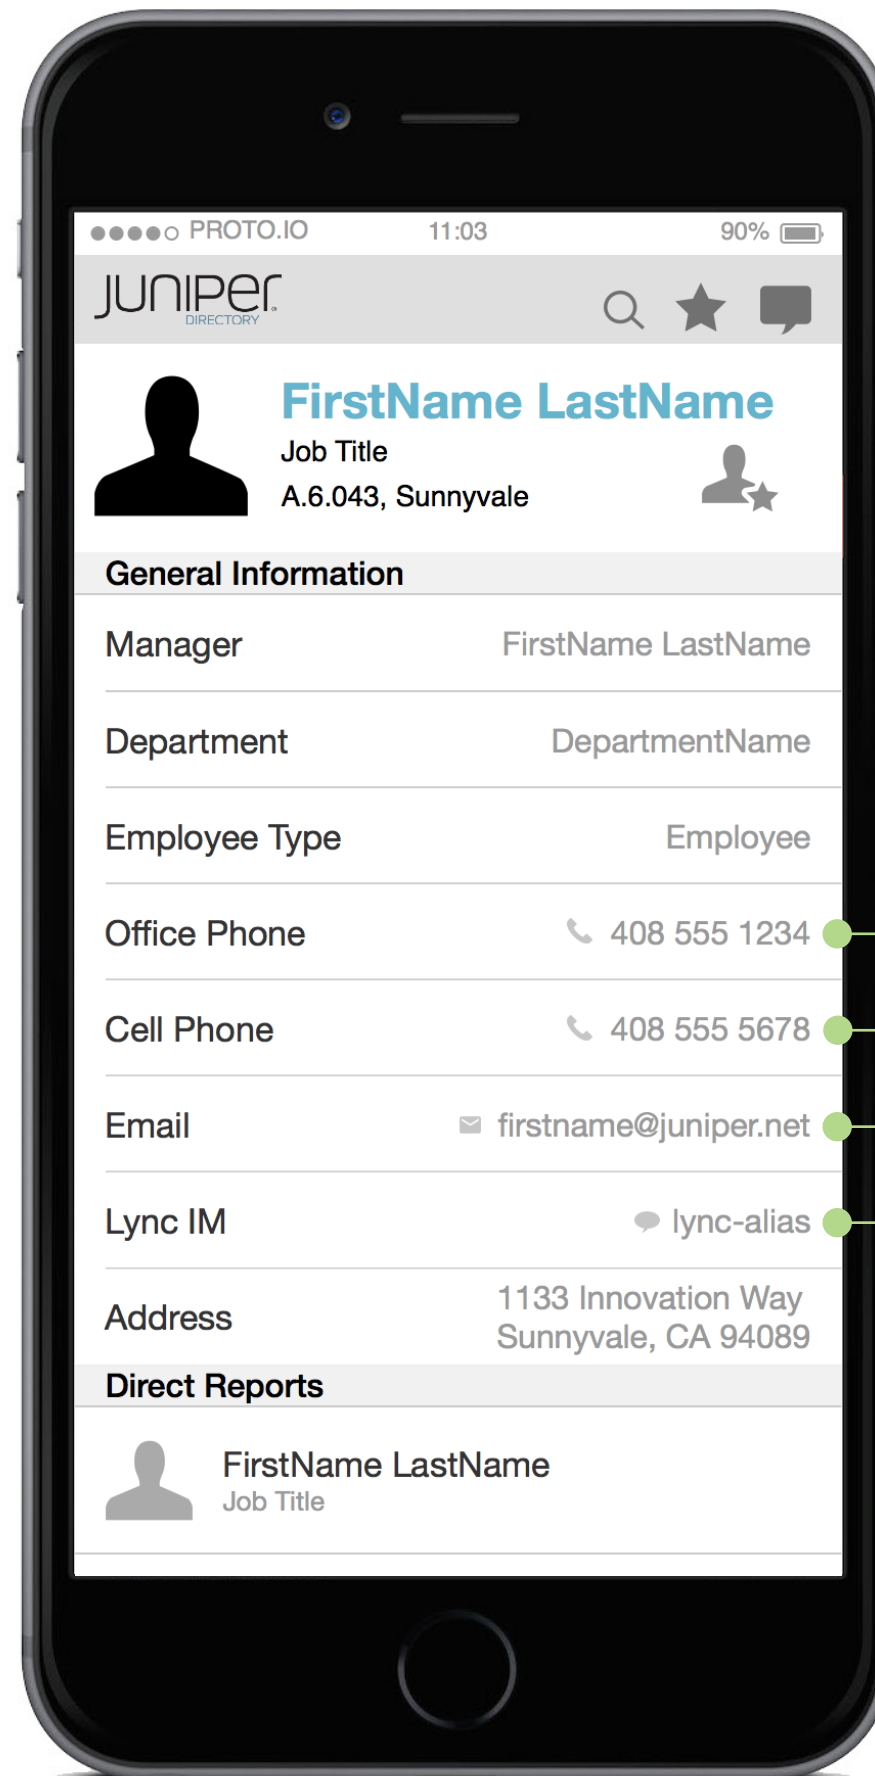 PROTO.IO 11:03 90%
JUNIPer
DIRECTORY
FirstName LastName
Job Title
A.6.043, Sunnyvale
General Information
Manager FirstName LastName
Department DepartmentName
Employee Type Employee
Office Phone 408 555 1234
Cell Phone 408 555 5678
Email firstname@juniper.net
Lync IM lync-alias
Address 1133 Innovation Way
Sunnyvale, CA 94089
Direct Reports
FirstName LastName
Job Title